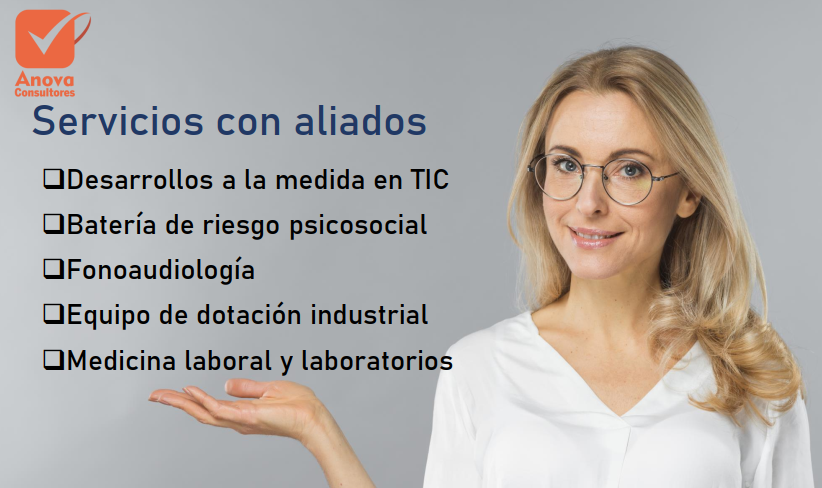 Anova
Consultores
Servicios con aliados
❑Desarrollos a la medida en TIC
❑Batería de riesgo psicosocial
❑Fonoaudiología
❑Equipo de dotación industrial
❑Medicina laboral y laboratorios